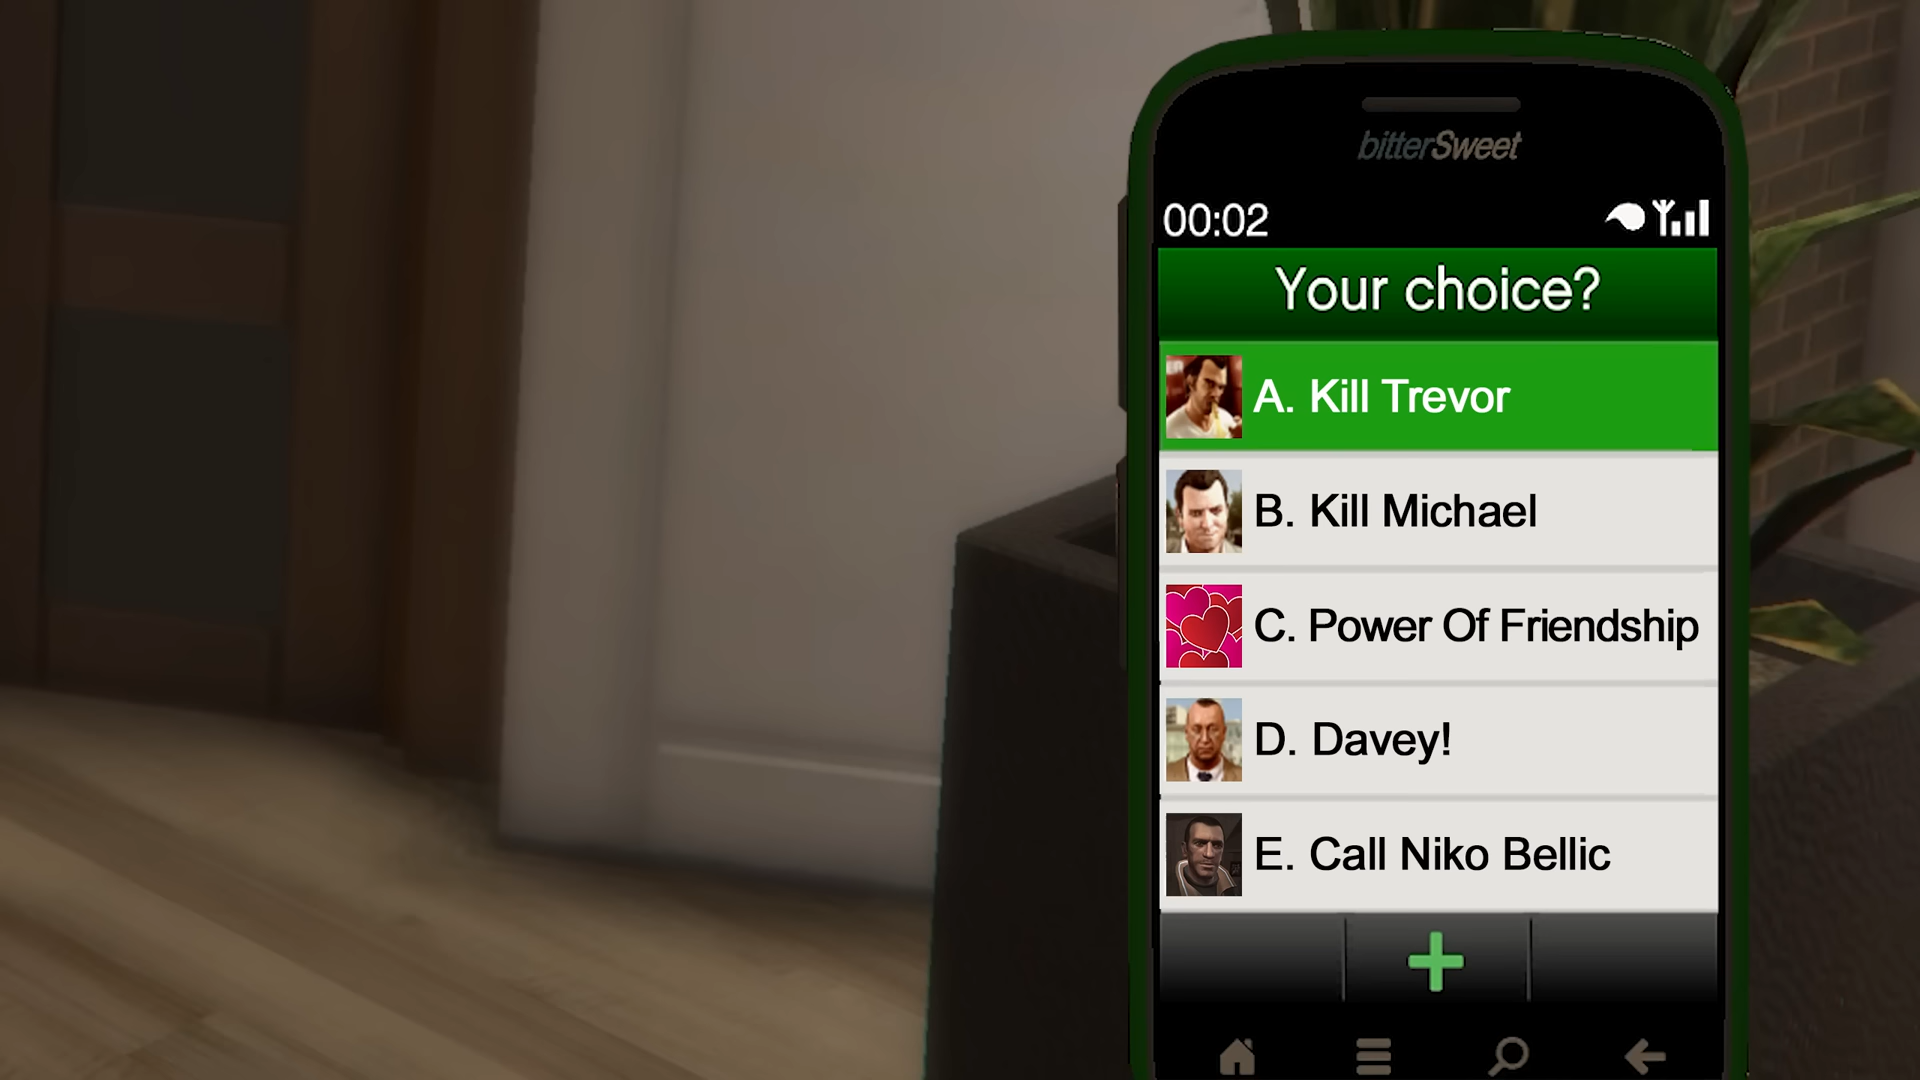 bitterSweet
00:02
Your choice?
A. Kill Trevor
B. Kill Michael
C. Power Of Friendship
D. Davey!
E. Call Niko Bellic